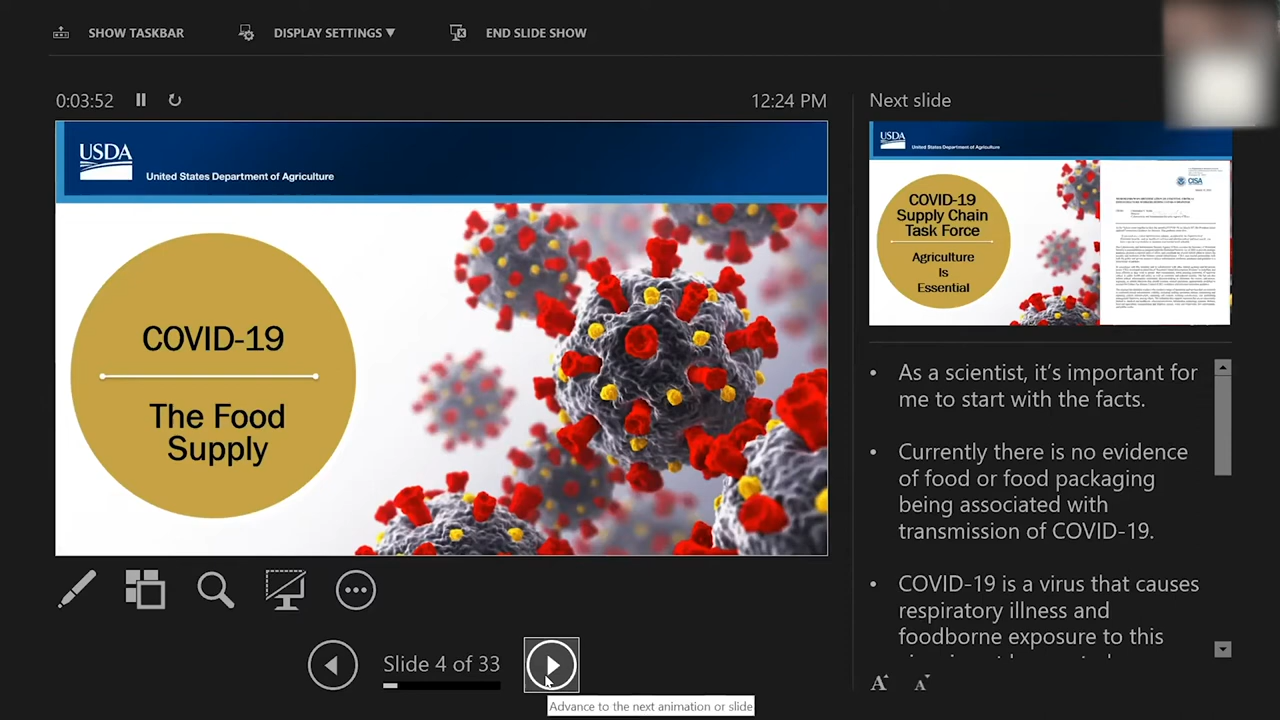 SHOW TASKBAR
DISPLAY SETTINGS ▼
END SLIDE SHOW
0:03:52
12:24 PM
USDA
United States Department of Agriculture
COVID-19
The Food
Supply
Next slide
USDA
United States Department of Agriculture
COVID-19
Supply Chain
Task Force
Agriculture
Is
Essential
CISA
• As a scientist, it’s important for
me to start with the facts.
• Currently there is no evidence
of food or food packaging
being associated with
transmission of COVID-19.
• COVID-19 is a virus that causes
respiratory illness and
foodborne exposure to this
Slide 4 of 33
Advance to the next animation or slide
A A